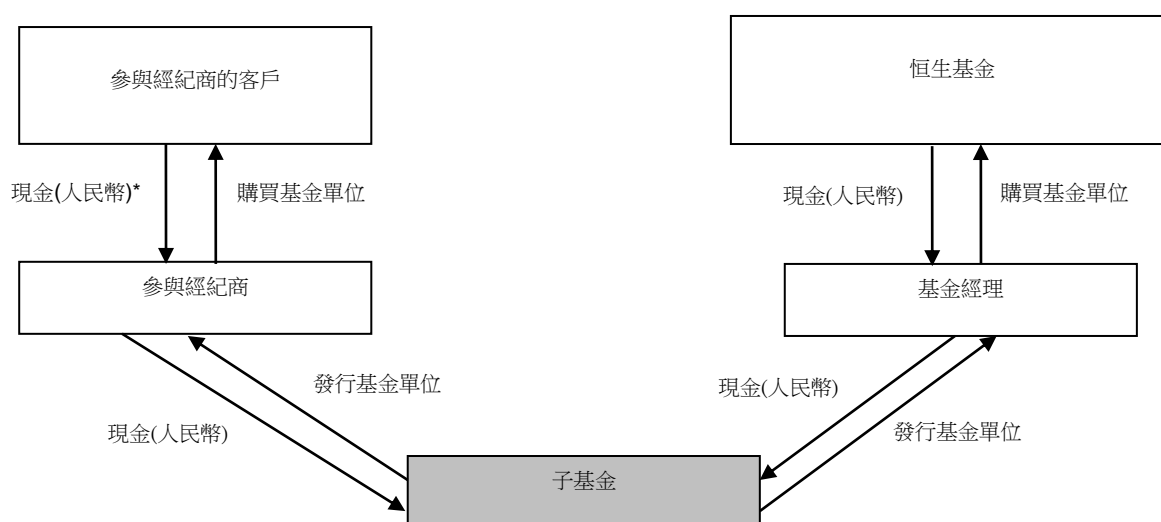 參與經紀商的客戶
恒生基金
現金(人民幣)*
購買基金單位
現金(人民幣)
購買基金單位
參與經紀商
基金經理
發行基金單位
現金(人民幣)
現金(人民幣)
發行基金單位
子基金